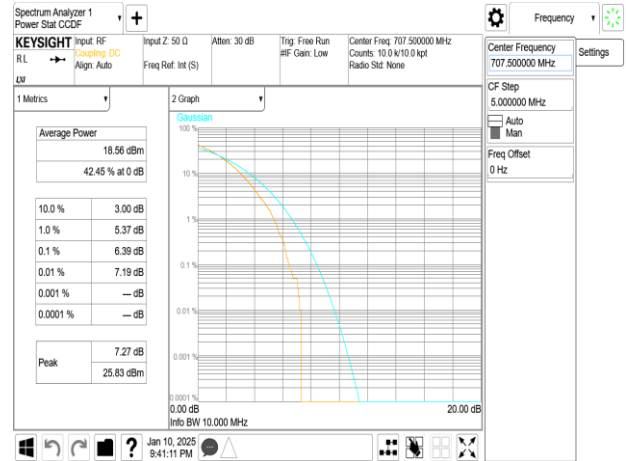 Spectrum Analyzer 1
Power Stat CCDF
Frequency
KEYSIGHT
Input: RF
Coupling: DC
Align: Auto
Input Z: 50 Ω
Freq Ref: Int (S)
Atten: 30 dB
Trig: Free Run
#IF Gain: Low
Center Freq: 707.500000 MHz
Counts: 10.0 k/10.0 kpt
Radio Std: None
RL
LXI
Center Frequency
707.500000 MHz
Settings
CF Step
5.000000 MHz
Auto
Man
Freq Offset
0 Hz
1 Metrics
Average Power
18.56 dBm
42.45 % at 0 dB
10.0 % 3.00 dB
1.0 % 5.37 dB
0.1 % 6.39 dB
0.01 % 7.19 dB
0.001 % --- dB
0.0001 % --- dB
Peak
7.27 dB
25.83 dBm
2 Graph
Gaussian
100 %
10 %
1 %
0.1 %
0.01 %
0.001 %
0.0001 %
0.00 dB 20.00 dB
Info BW 10.000 MHz
Jan 10, 2025
9:41:11 PM